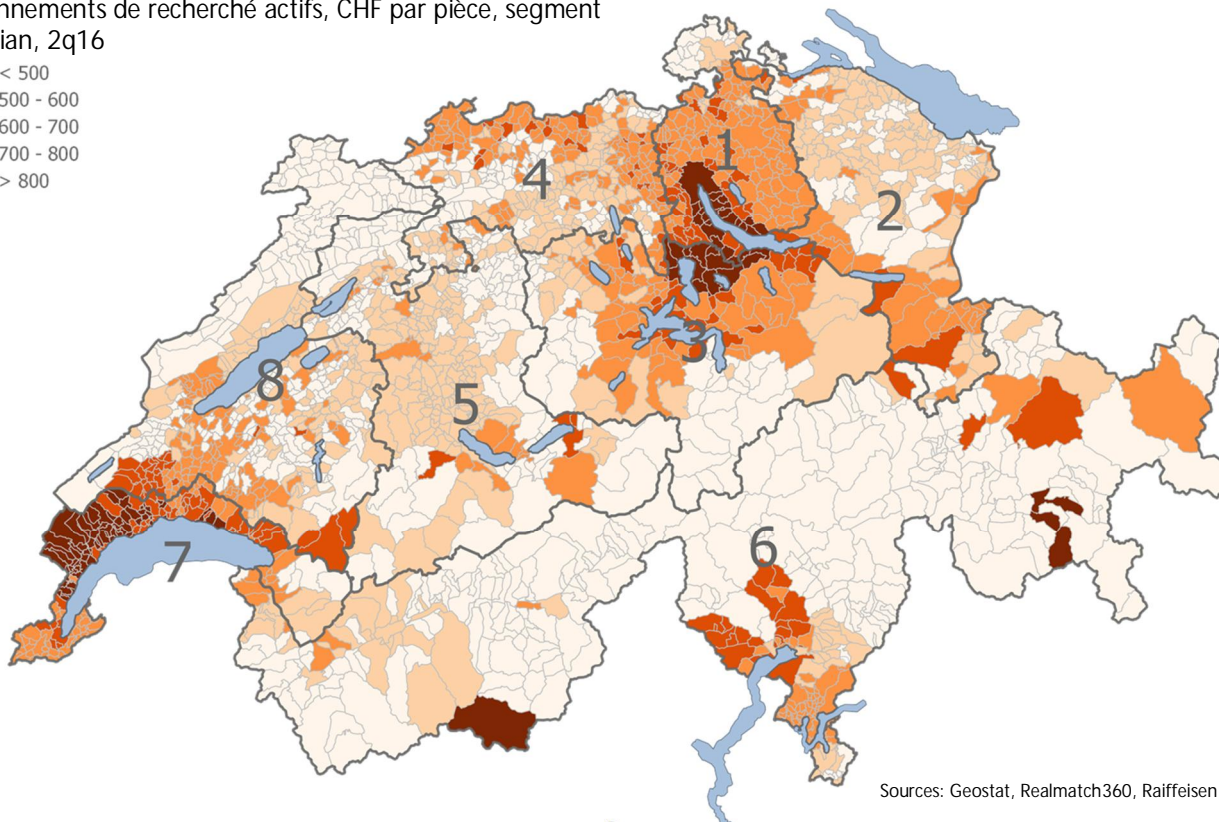 nnements de recherché actifs, CHF par pièce, segment
ian, 2q16
< 500
500 - 600
600 - 700
700 - 800
> 800
1
4
2
3
8
5
6
7
Sources: Geostat, Realmatch360, Raiffeisen